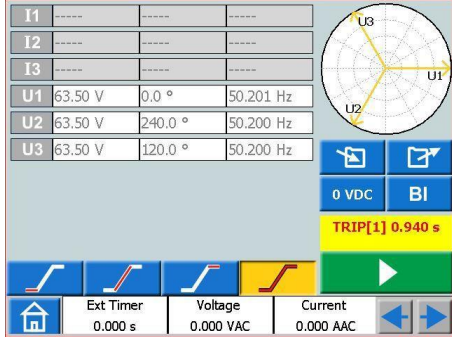 I1 ----- ----- -----
I2 ----- ----- -----
I3 ----- ----- -----
U1 63.50 V 0.0 ° 50.201 Hz
U2 63.50 V 240.0 ° 50.200 Hz
U3 63.50 V 120.0 ° 50.200 Hz
U3
U1
U2
0 VDC BI
TRIP[1] 0.940 s
Ext Timer Voltage Current
0.000 s 0.000 VAC 0.000 AAC